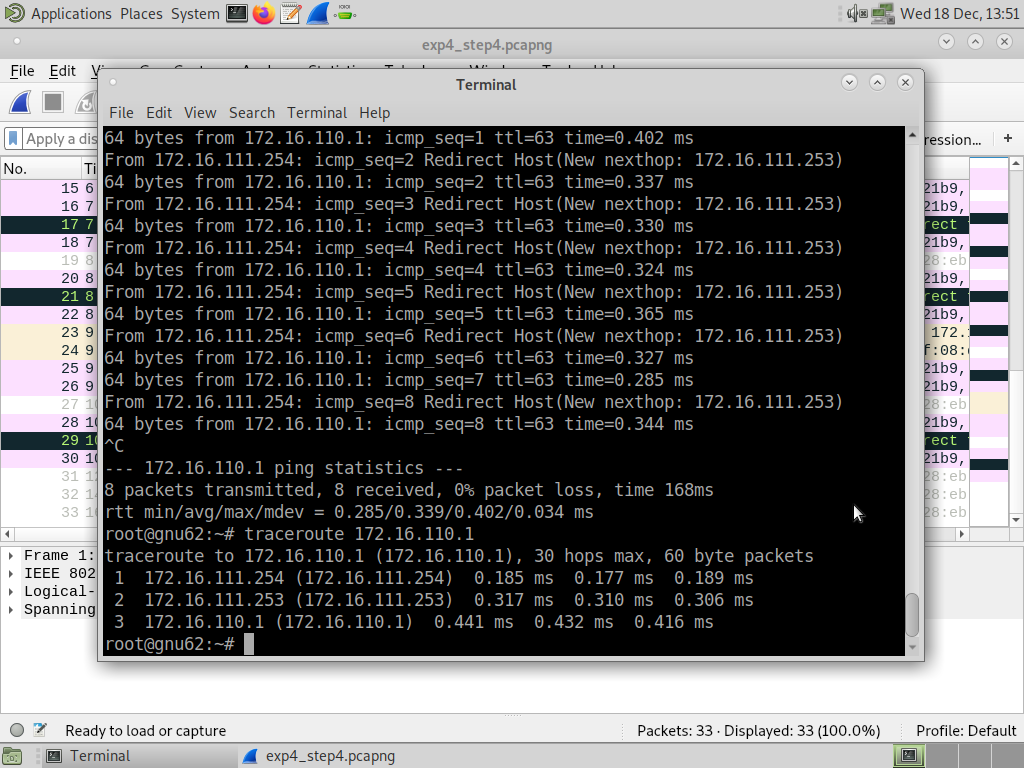 Applications Places System Wed 18 Dec, 13:51
exp4_step4.pcapng
File Edit
Terminal
File Edit View Search Terminal Help
Apply a dis
ression... +
No.
64 bytes from 172.16.110.1: icmp_seq=1 ttl=63 time=0.402 ms
From 172.16.111.254: icmp_seq=2 Redirect Host(New nexthop: 172.16.111.253)
64 bytes from 172.16.110.1: icmp_seq=2 ttl=63 time=0.337 ms
From 172.16.111.254: icmp_seq=3 Redirect Host(New nexthop: 172.16.111.253)
64 bytes from 172.16.110.1: icmp_seq=3 ttl=63 time=0.330 ms
From 172.16.111.254: icmp_seq=4 Redirect Host(New nexthop: 172.16.111.253)
64 bytes from 172.16.110.1: icmp_seq=4 ttl=63 time=0.324 ms
From 172.16.111.254: icmp_seq=5 Redirect Host(New nexthop: 172.16.111.253)
64 bytes from 172.16.110.1: icmp_seq=5 ttl=63 time=0.365 ms
From 172.16.111.254: icmp_seq=6 Redirect Host(New nexthop: 172.16.111.253)
64 bytes from 172.16.110.1: icmp_seq=6 ttl=63 time=0.327 ms
64 bytes from 172.16.110.1: icmp_seq=7 ttl=63 time=0.285 ms
From 172.16.111.254: icmp_seq=8 Redirect Host(New nexthop: 172.16.111.253)
64 bytes from 172.16.110.1: icmp_seq=8 ttl=63 time=0.344 ms
^C
--- 172.16.110.1 ping statistics ---
8 packets transmitted, 8 received, 0% packet loss, time 168ms
rtt min/avg/max/mdev = 0.285/0.339/0.402/0.034 ms
root@gnu62:~# traceroute 172.16.110.1
traceroute to 172.16.110.1 (172.16.110.1), 30 hops max, 60 byte packets
1 172.16.111.254 (172.16.111.254) 0.185 ms 0.177 ms 0.189 ms
2 172.16.111.253 (172.16.111.253) 0.317 ms 0.310 ms 0.306 ms
3 172.16.110.1 (172.16.110.1) 0.441 ms 0.432 ms 0.416 ms
root@gnu62:~#
15 6 21b9,
16 7 21b9,
17 7 rect
18 7 21b9,
19 8 28:eb
20 8 21b9,
21 8 rect
22 8 21b9,
23 9 172.
24 9 f:08:
25 9 21b9,
26 9 21b9,
27 28:eb
28 21b9,
29 rect
30 21b9,
31 28:eb
32 28:eb
33 28:eb
Frame 1:
IEEE 802
Logical-
Spanning
Ready to load or capture Packets: 33 · Displayed: 33 (100.0%) Profile: Default
Terminal exp4_step4.pcapng